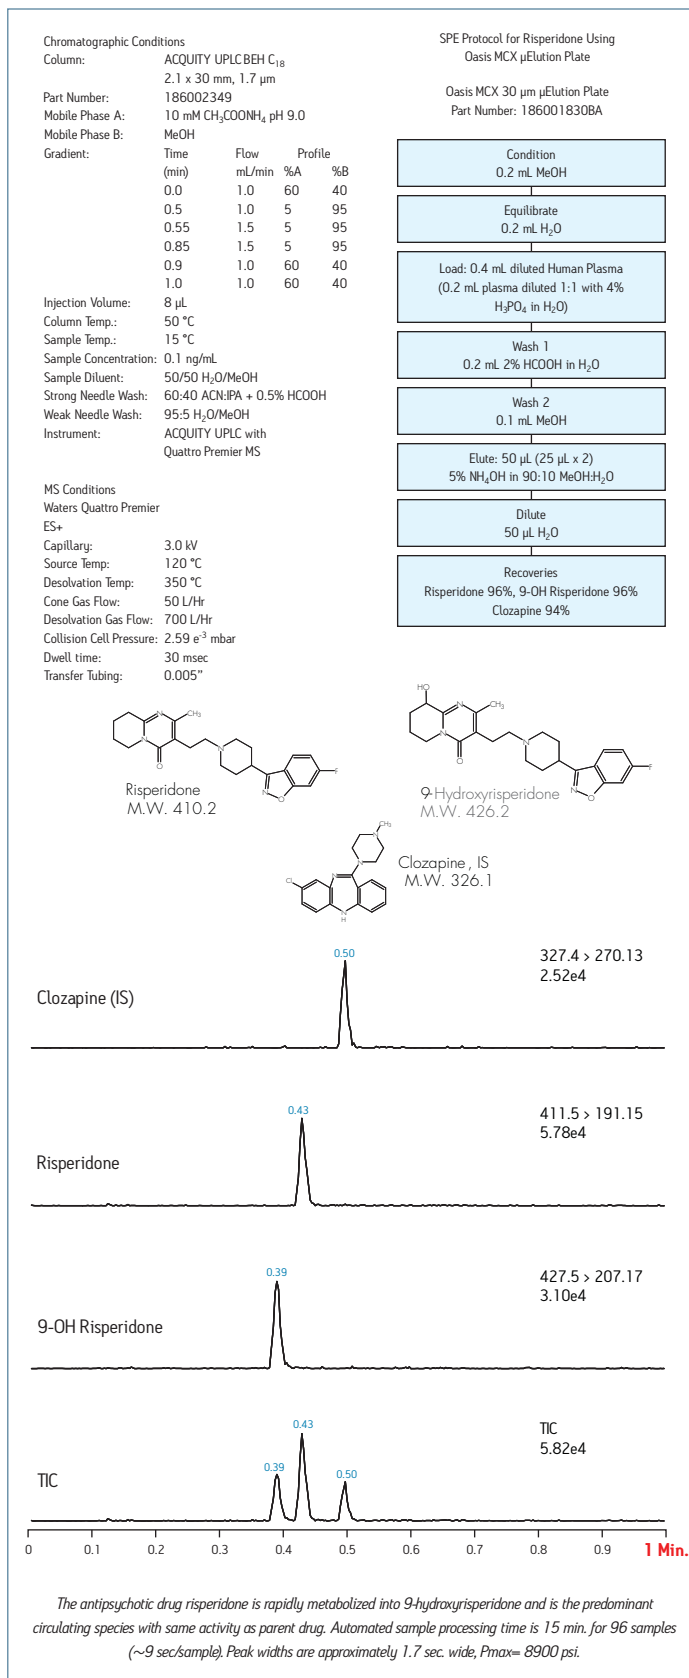 Chromatographic Conditions
Column: ACQUITY UPLC BEH C18
2.1 x 30 mm, 1.7 µm
Part Number: 186002349
Mobile Phase A: 10 mM CH3COONH4 pH 9.0
Mobile Phase B: MeOH
Gradient: Time Flow Profile
(min) mL/min %A %B
0.0 1.0 60 40
0.5 1.0 5 95
0.55 1.5 5 95
0.85 1.5 5 95
0.9 1.0 60 40
1.0 1.0 60 40
Injection Volume: 8 µL
Column Temp.: 50 °C
Sample Temp.: 15 °C
Sample Concentration: 0.1 ng/mL
Sample Diluent: 50/50 H2O/MeOH
Strong Needle Wash: 60:40 ACN:IPA + 0.5% HCOOH
Weak Needle Wash: 95:5 H2O/MeOH
Instrument: ACQUITY UPLC with
Quattro Premier MS
MS Conditions
Waters Quattro Premier
ES+
Capillary: 3.0 kV
Source Temp: 120 °C
Desolvation Temp: 350 °C
Cone Gas Flow: 50 L/Hr
Desolvation Gas Flow: 700 L/Hr
Collision Cell Pressure: 2.59 e-3 mbar
Dwell time: 30 msec
Transfer Tubing: 0.005"
SPE Protocol for Risperidone Using
Oasis MCX µElution Plate
Oasis MCX 30 µm µElution Plate
Part Number: 186001830BA
Condition
0.2 mL MeOH
Equilibrate
0.2 mL H2O
Load: 0.4 mL diluted Human Plasma
(0.2 mL plasma diluted 1:1 with 4%
H3PO4 in H2O)
Wash 1
0.2 mL 2% HCOOH in H2O
Wash 2
0.1 mL MeOH
Elute: 50 µL (25 µL x 2)
5% NH4OH in 90:10 MeOH:H2O
Dilute
50 µL H2O
Recoveries
Risperidone 96%, 9-OH Risperidone 96%
Clozapine 94%
N CH3 N O N N O F
Risperidone
M.W. 410.2
HO N CH3 N O N N O F
9-Hydroxyrisperidone
M.W. 426.2
CH3 N N Cl N N H
Clozapine, IS
M.W. 326.1
0.50
327.4 > 270.13
2.52e4
Clozapine (IS)
0.43
411.5 > 191.15
5.78e4
Risperidone
0.39
427.5 > 207.17
3.10e4
9-OH Risperidone
0.39 0.43 0.50
TIC
5.82e4
TIC
0 0.1 0.2 0.3 0.4 0.5 0.6 0.7 0.8 0.9 1 Min.
The antipsychotic drug risperidone is rapidly metabolized into 9-hydroxyrisperidone and is the predominant
circulating species with same activity as parent drug. Automated sample processing time is 15 min. for 96 samples
(~9 sec/sample). Peak widths are approximately 1.7 sec. wide, Pmax= 8900 psi.